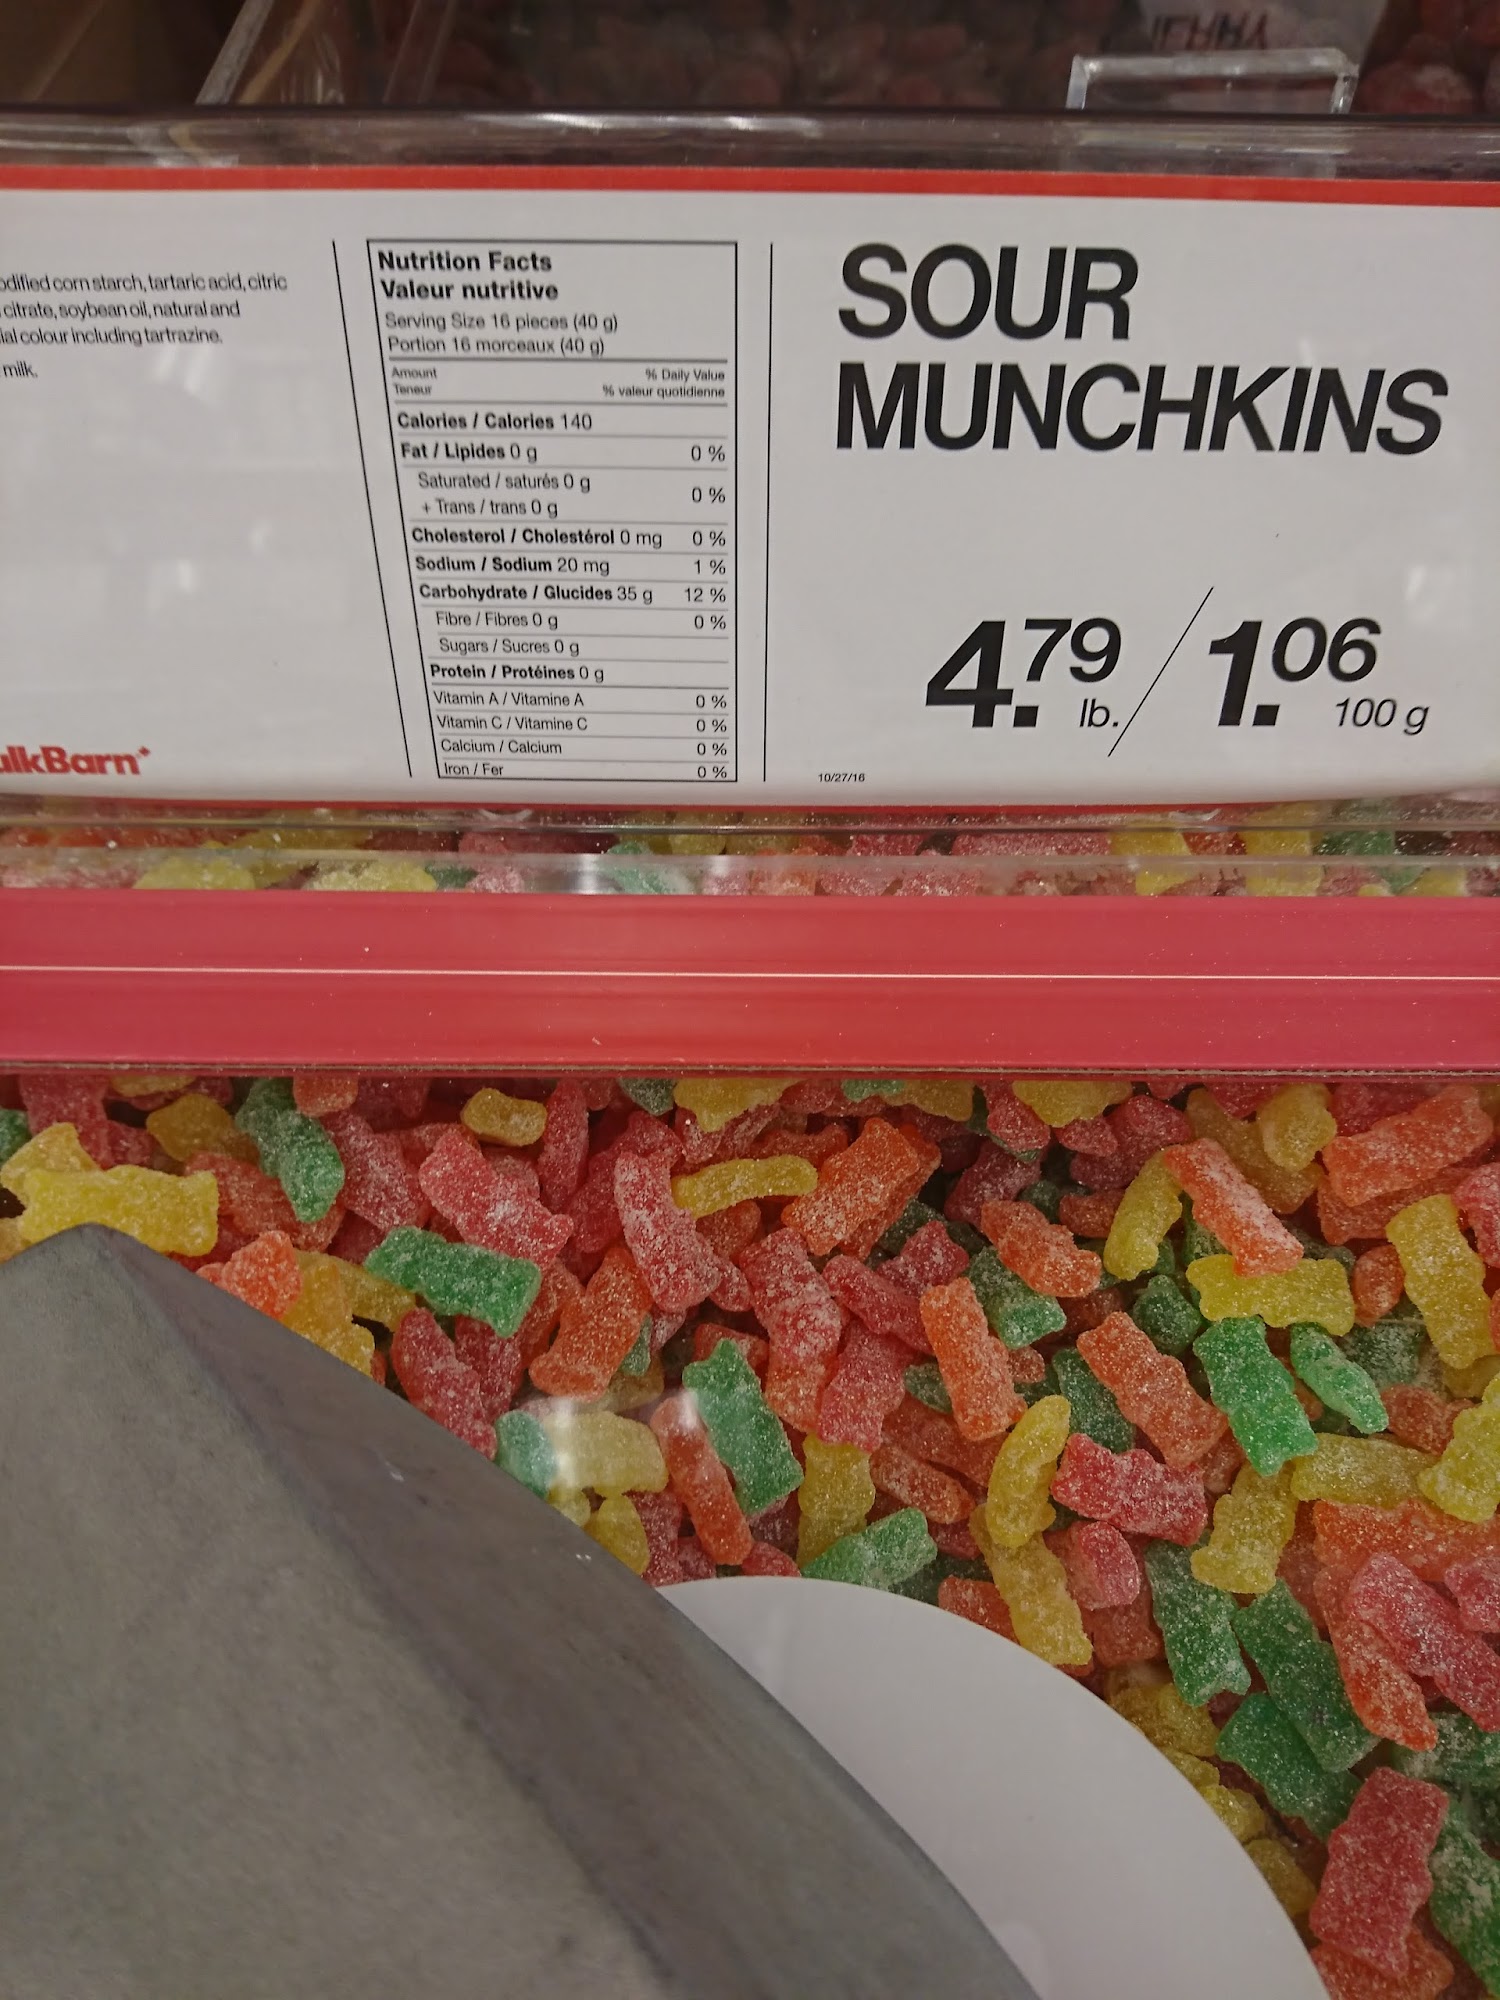 odified corn starch, tartaric acid, citric
citrate, soybean oil, natural and
ial colour including tartrazine.
milk.
ulkBarn
Nutrition Facts
Valeur nutritive
Serving Size 16 pieces (40 g)
Portion 16 morceaux (40 g)
Amount % Daily Value
Teneur % valeur quotidienne
Calories / Calories 140
Fat / Lipides 0 g 0 %
Saturated / saturés 0 g
+ Trans / trans 0 g 0 %
Cholesterol / Cholestérol 0 mg 0 %
Sodium / Sodium 20 mg 1 %
Carbohydrate / Glucides 35 g 12 %
Fibre / Fibres 0 g 0 %
Sugars / Sucres 0 g
Protein / Protéines 0 g
Vitamin A / Vitamine A 0 %
Vitamin C / Vitamine C 0 %
Calcium / Calcium 0 %
Iron / Fer 0 %
SOUR
MUNCHKINS
4.79 lb. / 1.06 100 g
10/27/16